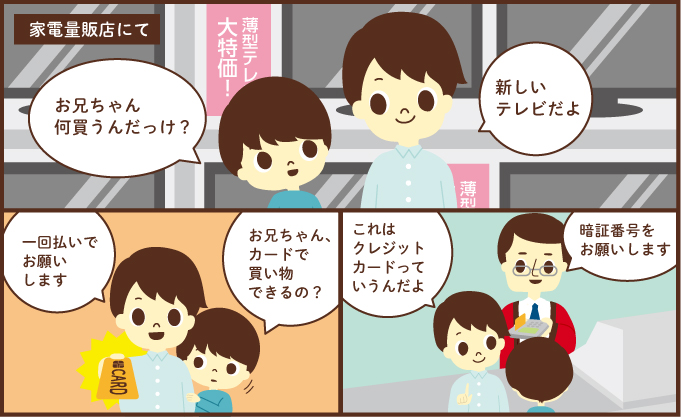 家電量販店にて
薄型テレ
大特価!
お兄ちゃん
何買うんだっけ?
新しい
テレビだよ
薄型
一回払いで
お願い
します
CARD
お兄ちゃん、
カードで
買い物
できるの?
これは
クレジット
カードって
いうんだよ
暗証番号を
お願いします